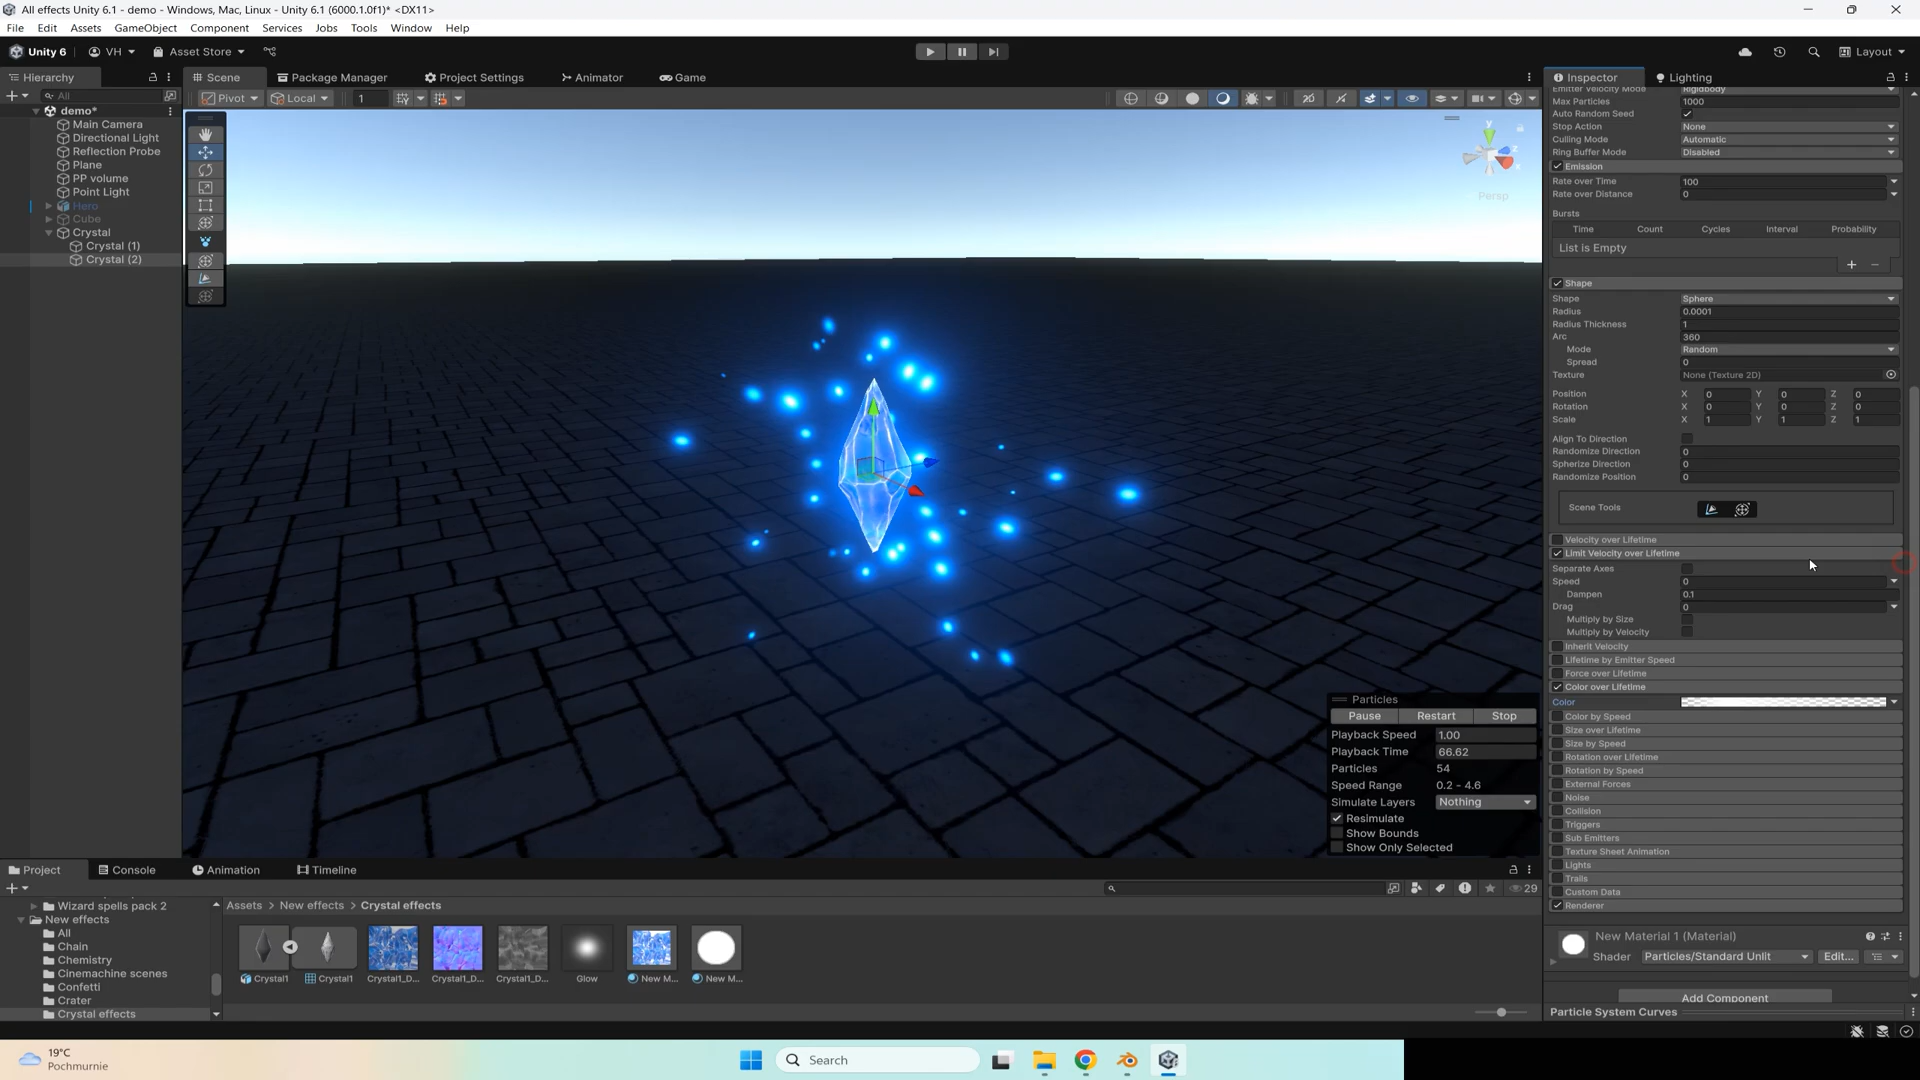 All effects Unity 6.1 - demo - Windows, Mac, Linux - Unity 6.1 (6000.1.0f1)* <DX11>
File Edit Assets GameObject Component Services Jobs Tools Window Help
Unity 6 VH Asset Store Layout
Hierarchy Scene Package Manager Project Settings Animator Game Inspector Lighting
All Pivot Local 1 2D
demo*
Main Camera
Directional Light
Reflection Probe
Plane
PP volume
Point Light
Hero
Cube
Crystal
Crystal (1)
Crystal (2)
y
z
x
Persp
Emitter Velocity Mode Rigidbody
Max Particles 1000
Auto Random Seed
Stop Action None
Culling Mode Automatic
Ring Buffer Mode Disabled
Emission
Rate over Time 100
Rate over Distance 0
Bursts
Time Count Cycles Interval Probability
List is Empty
Shape
Shape Sphere
Radius 0.0001
Radius Thickness 1
Arc 360
Mode Random
Spread 0
Texture None (Texture 2D)
Position X 0 Y 0 Z 0
Rotation X 0 Y 0 Z 0
Scale X 1 Y 1 Z 1
Align To Direction
Randomize Direction 0
Spherize Direction 0
Randomize Position 0
Scene Tools
Velocity over Lifetime
Limit Velocity over Lifetime
Separate Axes
Speed 0
Dampen 0.1
Drag 0
Multiply by Size
Multiply by Velocity
Inherit Velocity
Lifetime by Emitter Speed
Force over Lifetime
Color over Lifetime
Color
Color by Speed
Size over Lifetime
Size by Speed
Rotation over Lifetime
Rotation by Speed
External Forces
Noise
Collision
Triggers
Sub Emitters
Texture Sheet Animation
Lights
Trails
Custom Data
Renderer
New Material 1 (Material)
Shader Particles/Standard Unlit Edit...
Add Component
Particle System Curves
Particles
Pause Restart Stop
Playback Speed 1.00
Playback Time 66.62
Particles 54
Speed Range 0.2 - 4.6
Simulate Layers Nothing
Resimulate
Show Bounds
Show Only Selected
Project Console Animation Timeline
29
Wizard spells pack 2
New effects
All
Chain
Chemistry
Cinemachine scenes
Confetti
Crater
Crystal effects
Assets > New effects > Crystal effects
Crystal1 Crystal1 Crystal1_D... Crystal1_D... Crystal1_D... Glow New M... New M...
19°C
Pochmurnie
Search